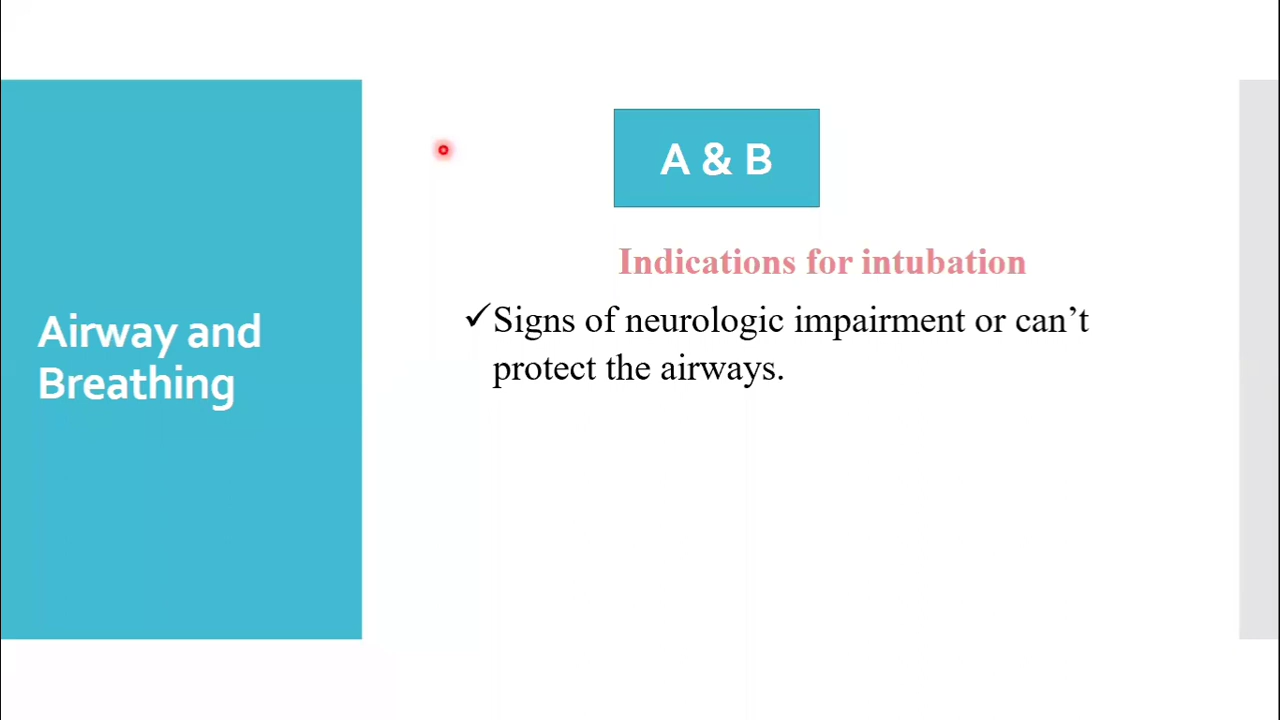 Airway and
Breathing
A & B
Indications for intubation
✓Signs of neurologic impairment or can’t
protect the airways.